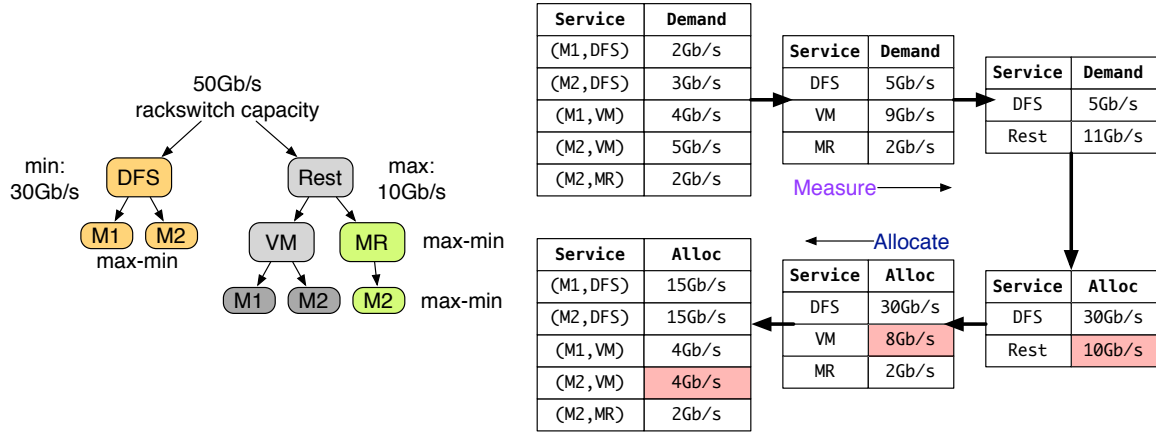 50Gb/s
rackswitch capacity
min:
30Gb/s
DFS
Rest
max:
10Gb/s
M1 M2
max-min
VM
MR
max-min
M1 M2 M2
max-min
Service Demand
(M1,DFS) 2Gb/s
(M2,DFS) 3Gb/s
(M1,VM) 4Gb/s
(M2,VM) 5Gb/s
(M2,MR) 2Gb/s
Service Demand
DFS 5Gb/s
VM 9Gb/s
MR 2Gb/s
Service Demand
DFS 5Gb/s
Rest 11Gb/s
Measure
Allocate
Service Alloc
(M1,DFS) 15Gb/s
(M2,DFS) 15Gb/s
(M1,VM) 4Gb/s
(M2,VM) 4Gb/s
(M2,MR) 2Gb/s
Service Alloc
DFS 30Gb/s
VM 8Gb/s
MR 2Gb/s
Service Alloc
DFS 30Gb/s
Rest 10Gb/s